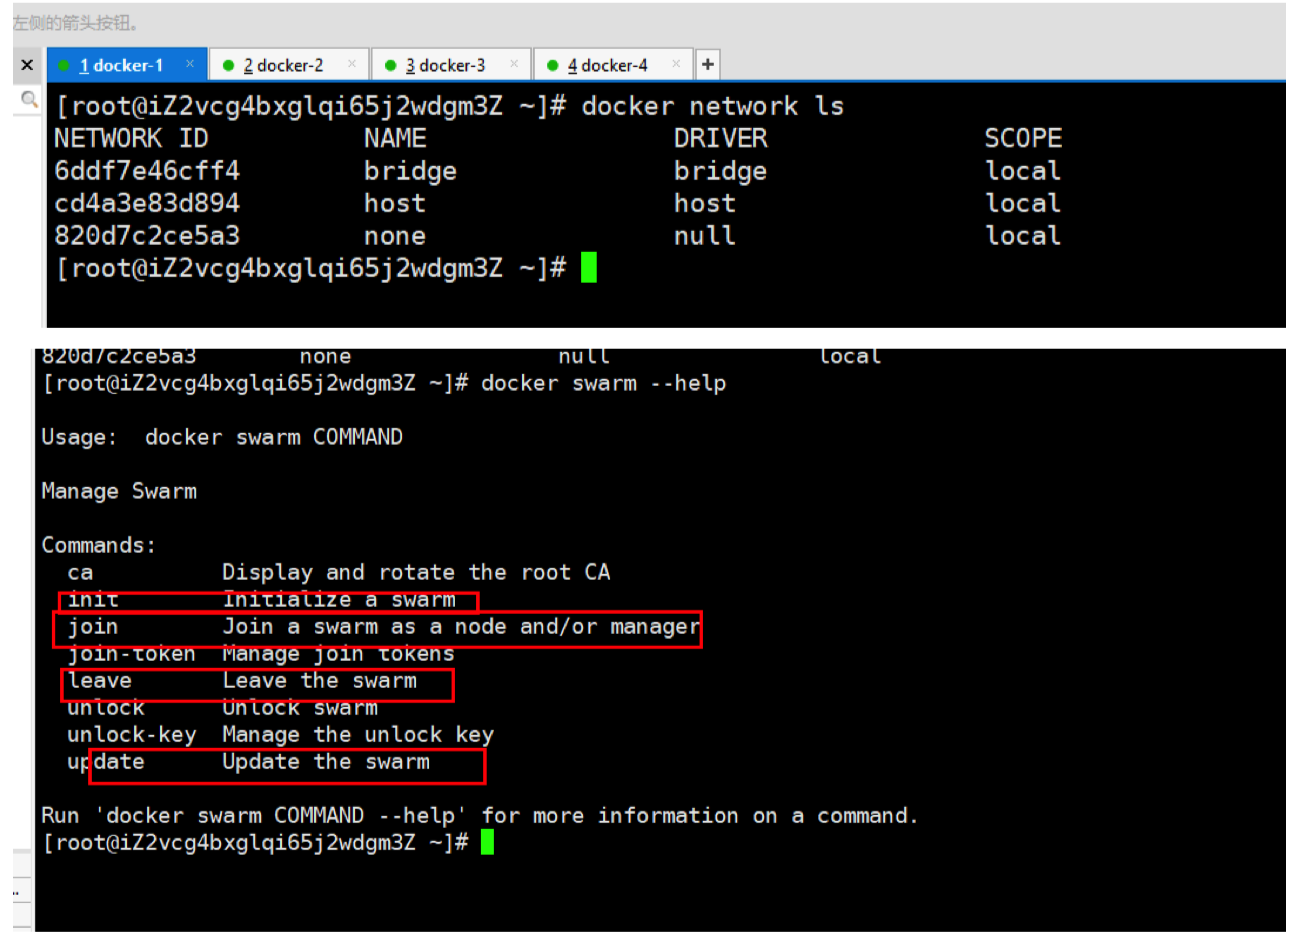 左侧的箭头按钮。
× 1 docker-1 × 2 docker-2 × 3 docker-3 × 4 docker-4 × +
[root@iZ2vcg4bxglqi65j2wdgm3Z ~]# docker network ls
NETWORK ID NAME DRIVER SCOPE
6ddf7e46cff4 bridge bridge local
cd4a3e83d894 host host local
820d7c2ce5a3 none null local
[root@iZ2vcg4bxglqi65j2wdgm3Z ~]#
820d7c2ce5a3 none null local
[root@iZ2vcg4bxglqi65j2wdgm3Z ~]# docker swarm --help
Usage: docker swarm COMMAND
Manage Swarm
Commands:
ca Display and rotate the root CA
init Initialize a swarm
join Join a swarm as a node and/or manager
join-token Manage join tokens
leave Leave the swarm
unlock Unlock swarm
unlock-key Manage the unlock key
update Update the swarm
Run 'docker swarm COMMAND --help' for more information on a command.
[root@iZ2vcg4bxglqi65j2wdgm3Z ~]#
..